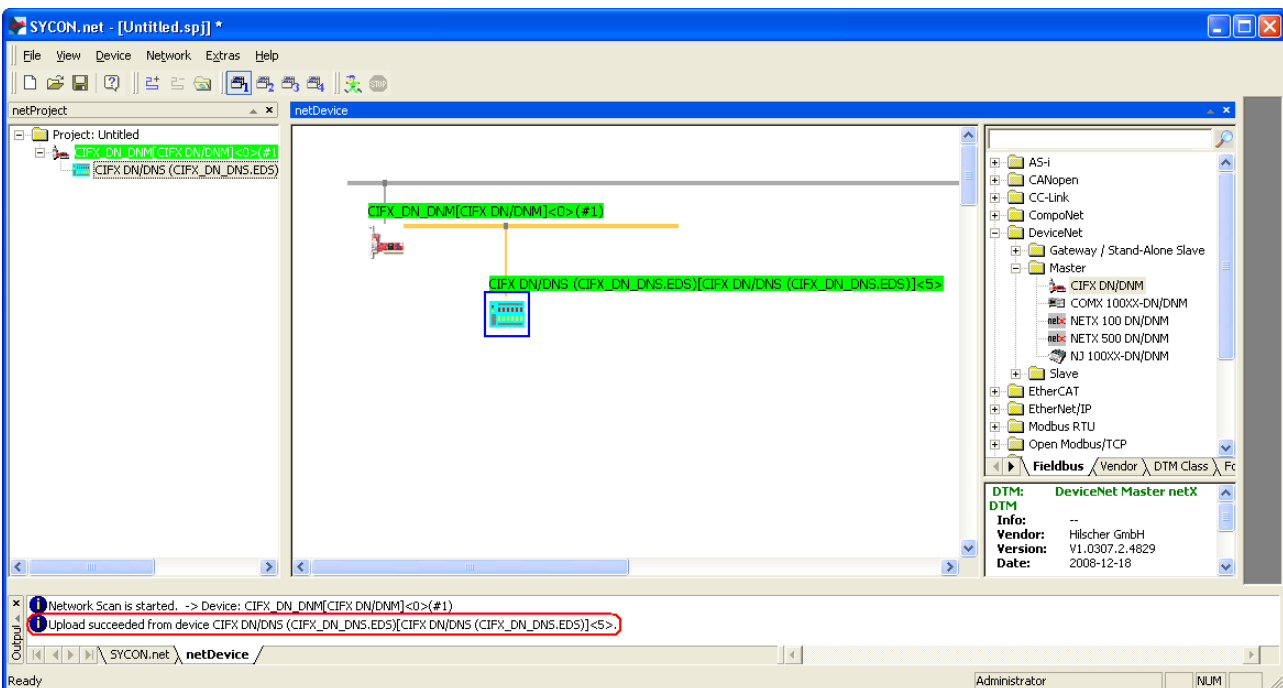 SYCON.net - [Untitled.spj] *
File View Device Network Extras Help
netProject
netDevice
Project: Untitled
CIFX_DN_DNM[CIFX DN/DNM]<0>(#1
CIFX DN/DNS (CIFX_DN_DNS.EDS)
CIFX_DN_DNM[CIFX DN/DNM]<0>(#1)
CIFX DN/DNS (CIFX_DN_DNS.EDS)[CIFX DN/DNS (CIFX_DN_DNS.EDS)]<5>
AS-i
CANopen
CC-Link
CompoNet
DeviceNet
Gateway / Stand-Alone Slave
Master
CIFX DN/DNM
COMX 100XX-DN/DNM
netx NETX 100 DN/DNM
netx NETX 500 DN/DNM
NJ 100XX-DN/DNM
Slave
EtherCAT
EtherNet/IP
Modbus RTU
Open Modbus/TCP
Fieldbus Vendor DTM Class Fo
DTM: DeviceNet Master netX
DTM
Info: --
Vendor: Hilscher GmbH
Version: V1.0307.2.4829
Date: 2008-12-18
Network Scan is started. -> Device: CIFX_DN_DNM[CIFX DN/DNM]<0>(#1)
Upload succeeded from device CIFX DN/DNS (CIFX_DN_DNS.EDS)[CIFX DN/DNS (CIFX_DN_DNS.EDS)]<5>.
Output
SYCON.net netDevice
Ready Administrator NUM